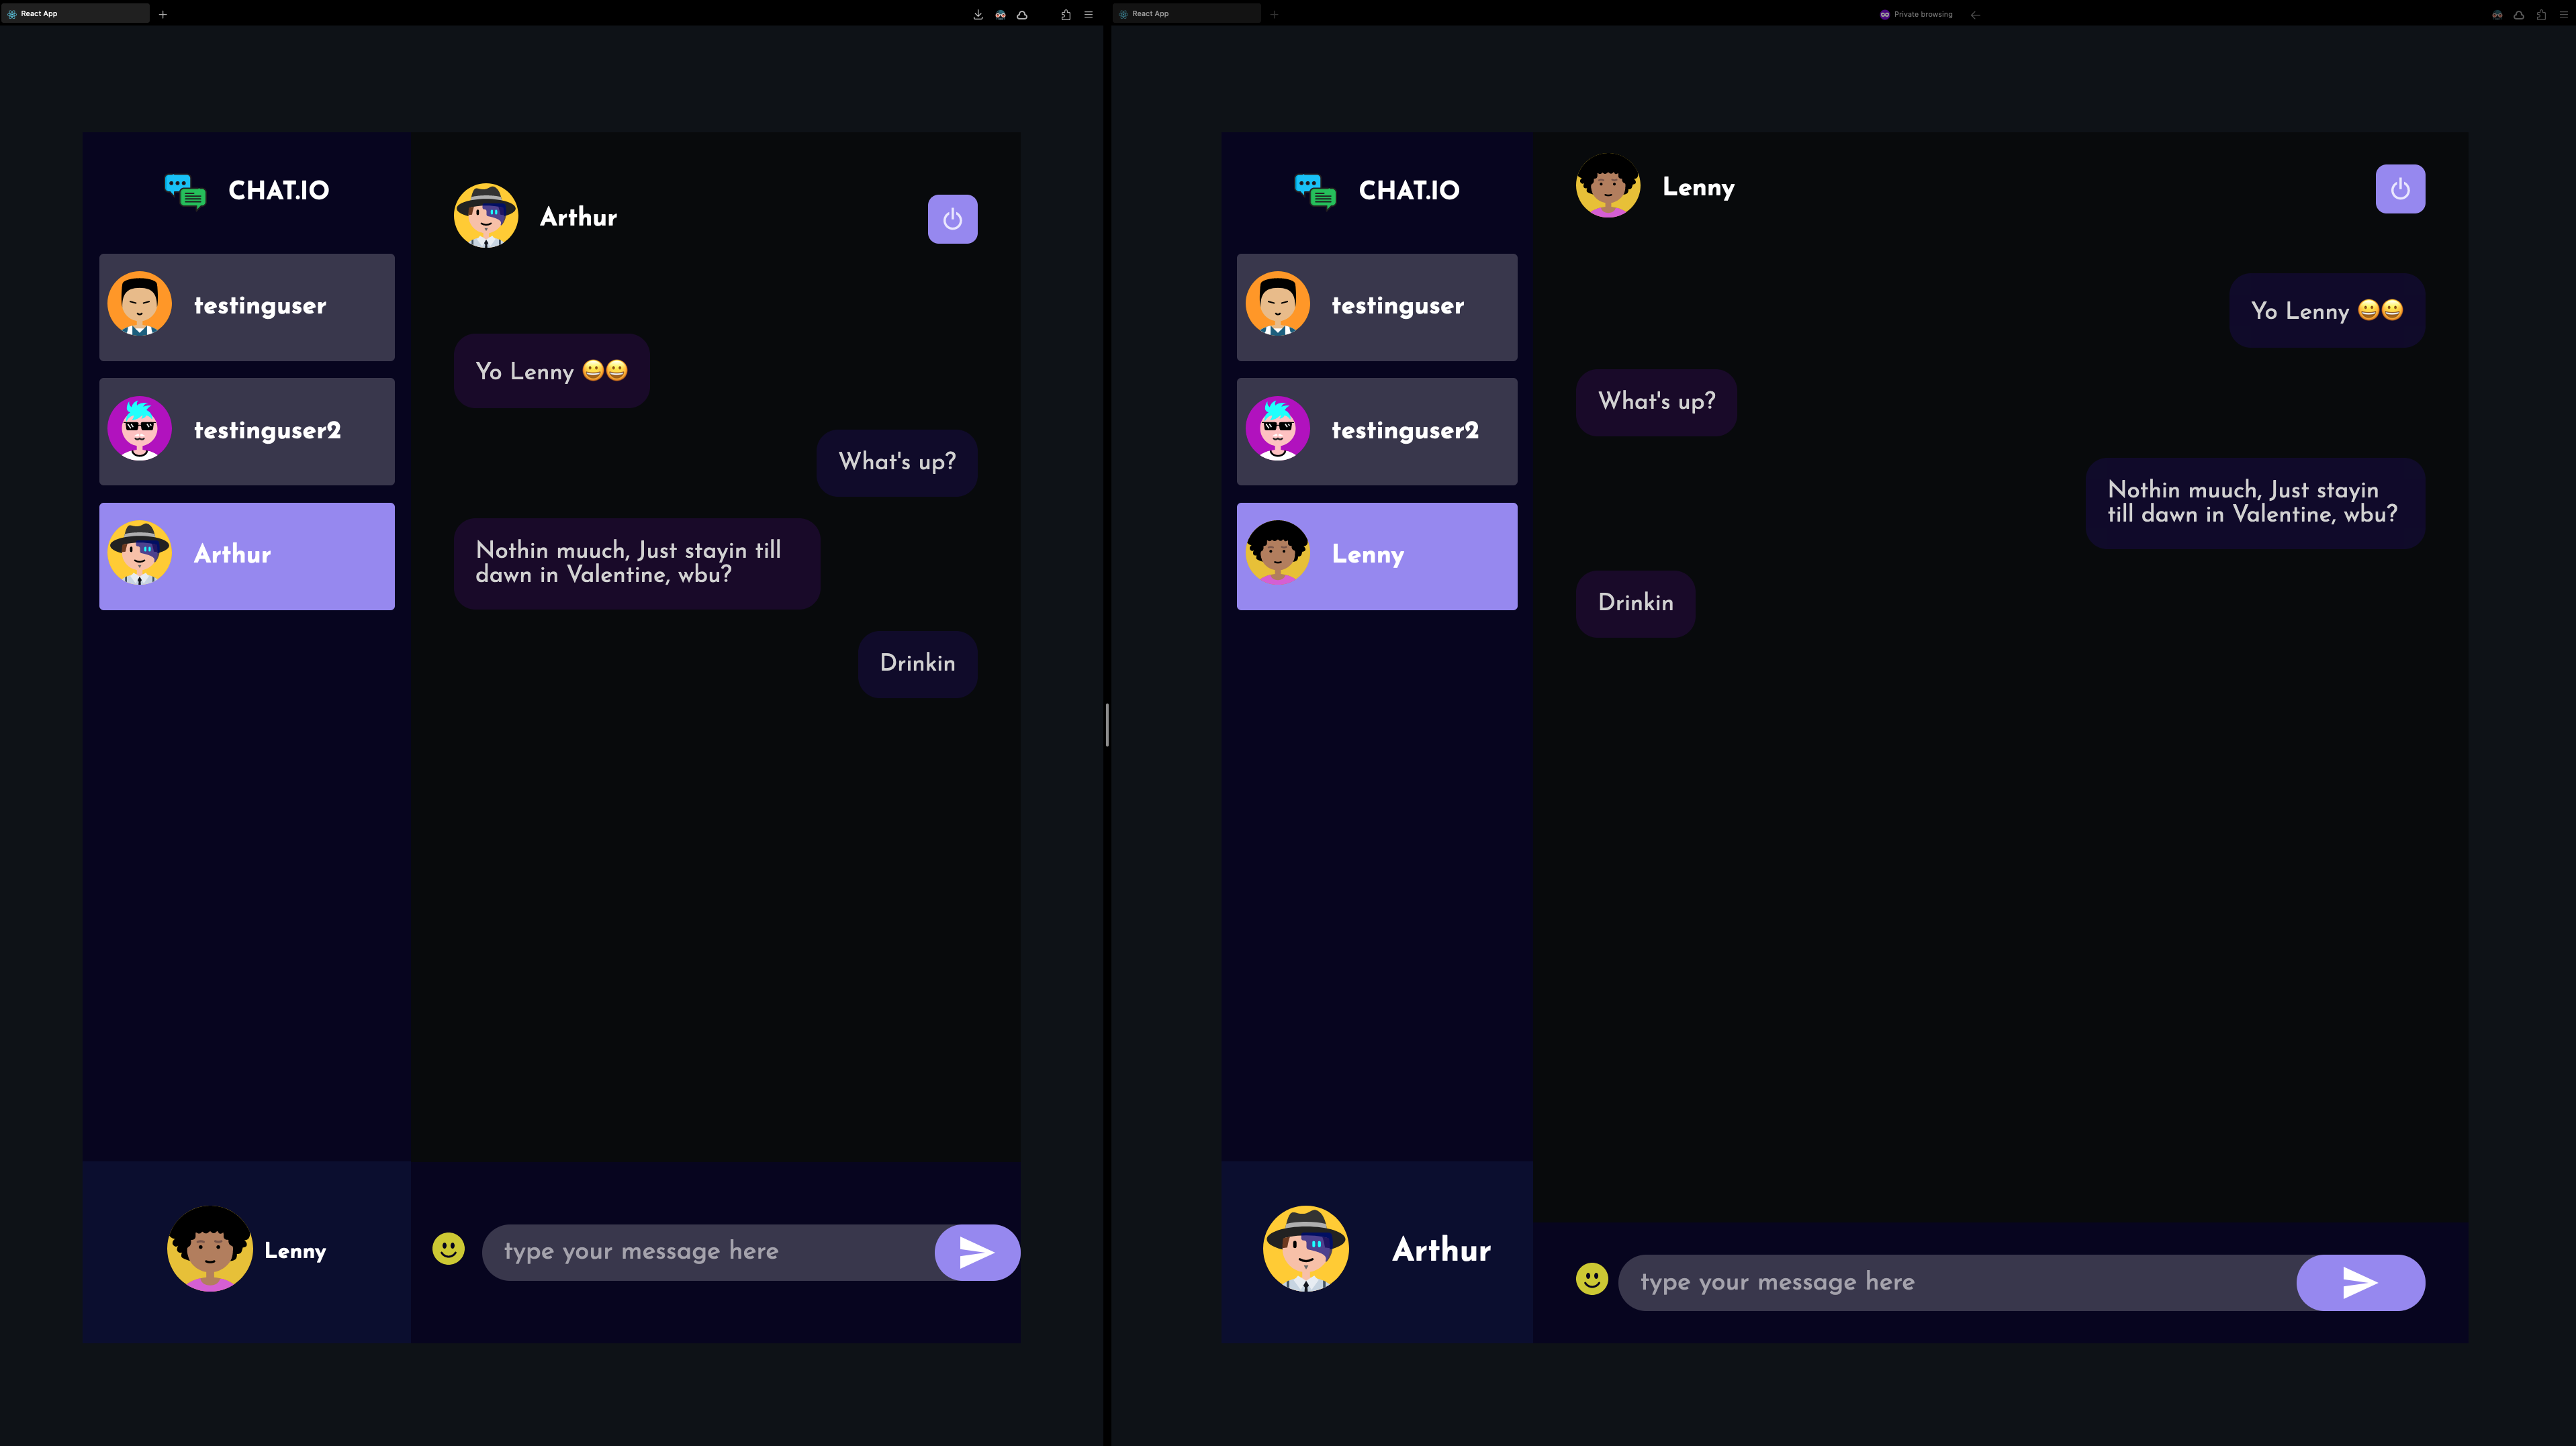 React App
CHAT.IO
testinguser
testinguser2
Arthur
Lenny
Arthur
Yo Lenny 😀😀
What's up?
Nothin muuch, Just stayin till
dawn in Valentine, wbu?
Drinkin
type your message here
React App
Private browsing
CHAT.IO
testinguser
testinguser2
Lenny
Arthur
Lenny
Yo Lenny 😀😀
What's up?
Nothin muuch, Just stayin
till dawn in Valentine, wbu?
Drinkin
type your message here